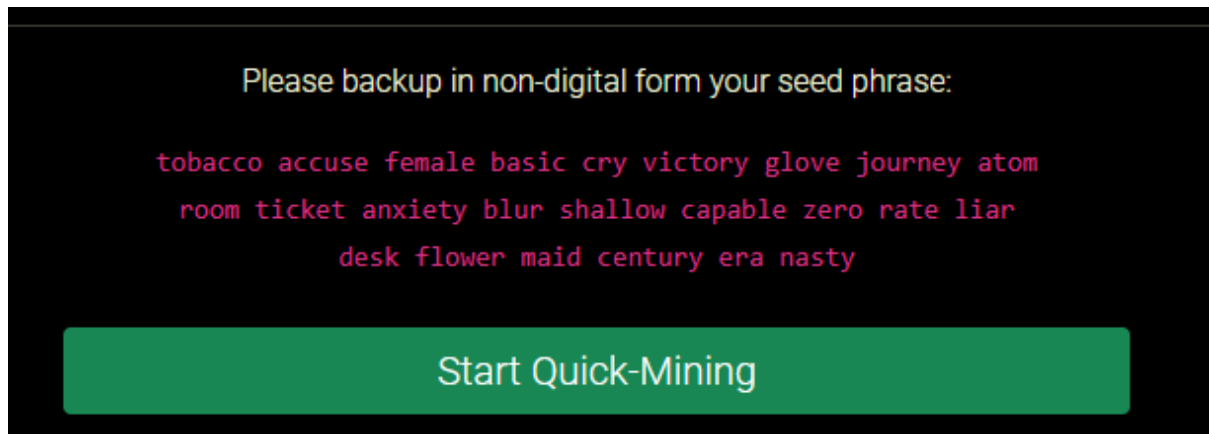 Please backup in non-digital form your seed phrase:
tobacco accuse female basic cry victory glove journey atom
room ticket anxiety blur shallow capable zero rate liar
desk flower maid century era nasty
Start Quick-Mining